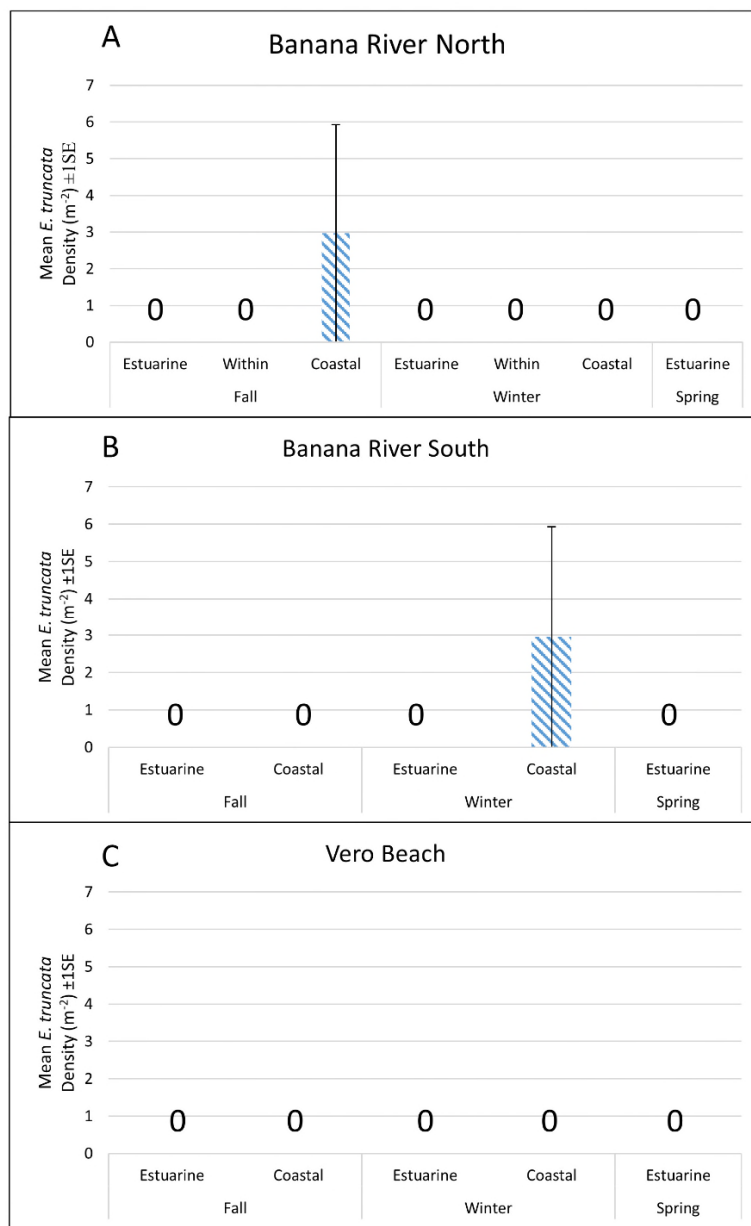 A
Banana River North
Mean E. truncata
Density (m⁻²) ±1SE
7
6
5
4
3
2
1
0
0 0 0 0 0 0
Estuarine Within Coastal Estuarine Within Coastal Estuarine
Fall Winter Spring
B
Banana River South
Mean E. truncata
Density (m⁻²) ±1SE
7
6
5
4
3
2
1
0
0 0 0 0
Estuarine Coastal Estuarine Coastal Estuarine
Fall Winter Spring
C
Vero Beach
Mean E. truncata
Density (m⁻²) ±1SE
7
6
5
4
3
2
1
0
0 0 0 0 0
Estuarine Coastal Estuarine Coastal Estuarine
Fall Winter Spring